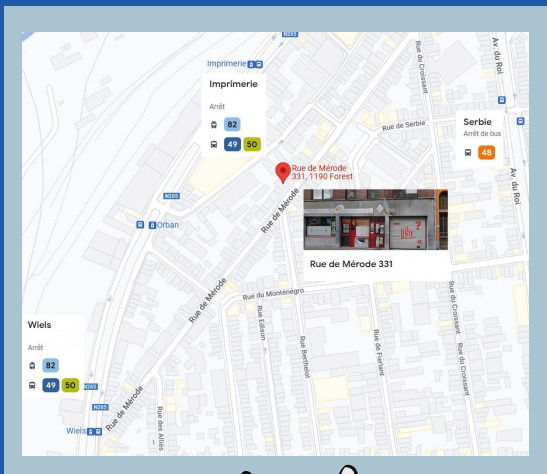 N265
Imprimerie
Imprimerie
Arrêt
82
49 50
Rue du Croissant
Av. du Roi
Rue de Serbie
Serbie
Arrêt de bus
48
Rue de Mérode
331, 1190 Forest
N265
Orban
Rue de Mérode
Av. du Roi
Rue de Mérode 331
Rue de Mérode
Rue du Monténégro
Rue Edison
Rue Berthelot
Rue de Fierlant
Rue du Croissant
Rue du Croissant
Wiels
Arrêt
82
49 50
N265
N265
Rue de Mérode
Wiels
Rue des Alliés